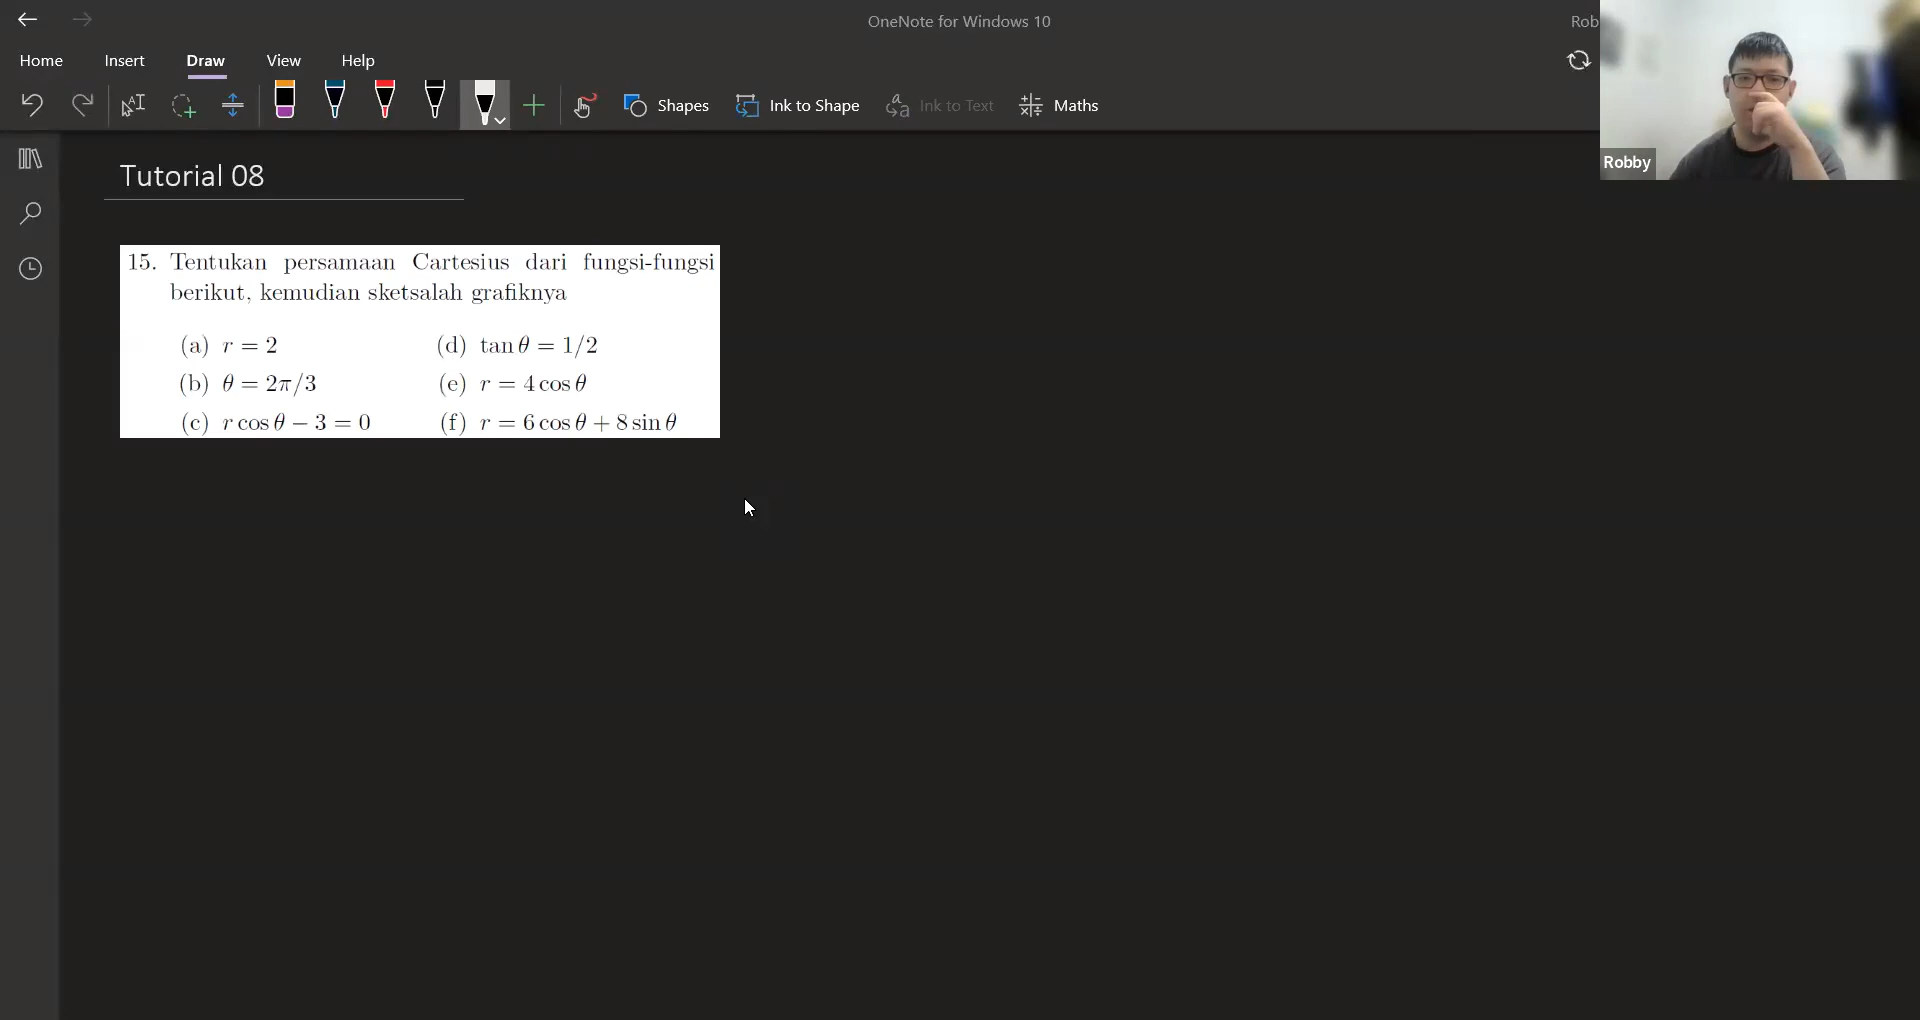 OneNote for Windows 10
Rob
Home Insert Draw View Help
Shapes Ink to Shape Ink to Text Maths
Robby
Tutorial 08
15. Tentukan persamaan Cartesius dari fungsi-fungsi
berikut, kemudian sketsalah grafiknya
(a) r = 2 (d) tan θ = 1/2
(b) θ = 2π/3 (e) r = 4 cos θ
(c) r cos θ − 3 = 0 (f) r = 6 cos θ + 8 sin θ